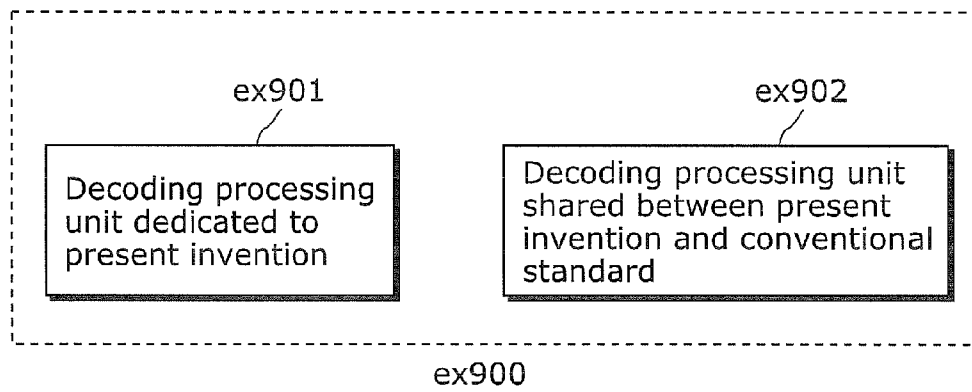 ex901
ex902
Decoding processing
unit dedicated to
present invention
Decoding processing unit
shared between present
invention and conventional
standard
ex900